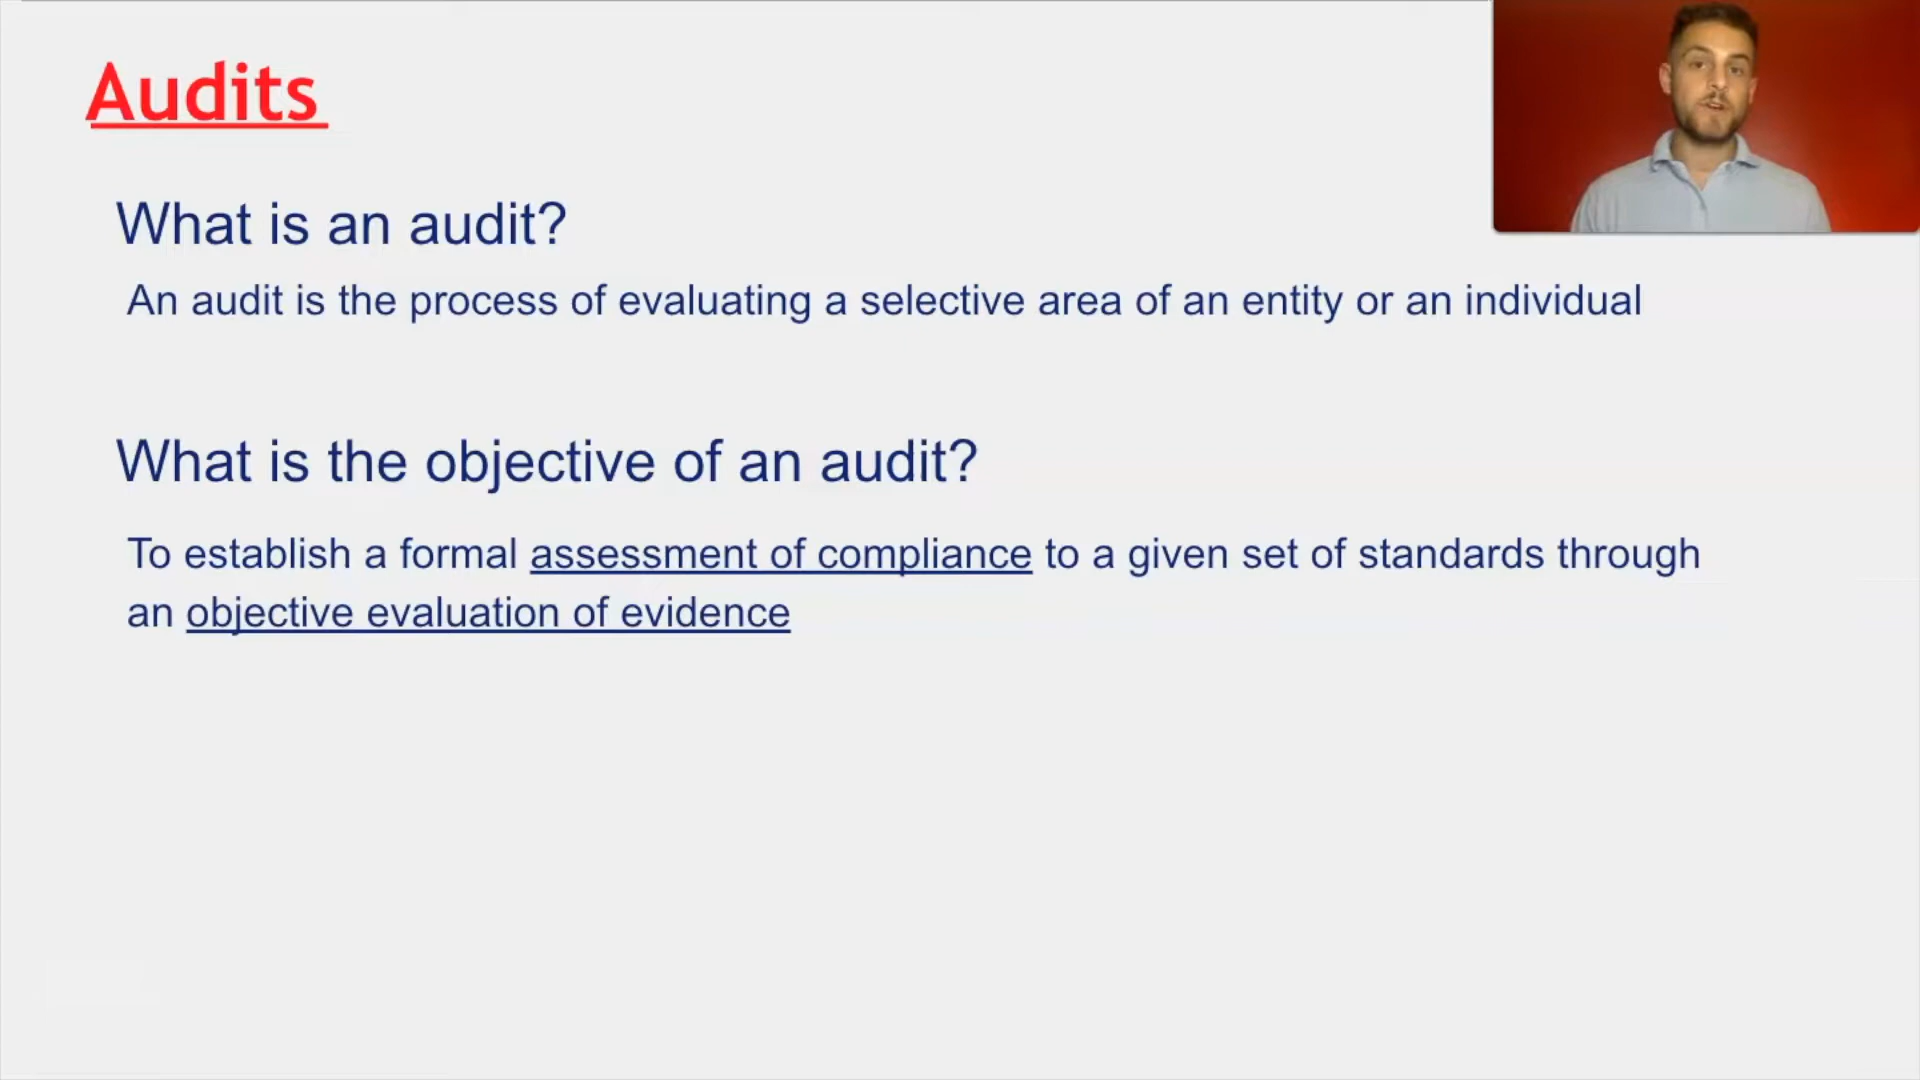 Audits
What is an audit?
An audit is the process of evaluating a selective area of an entity or an individual
What is the objective of an audit?
To establish a formal assessment of compliance to a given set of standards through
an objective evaluation of evidence